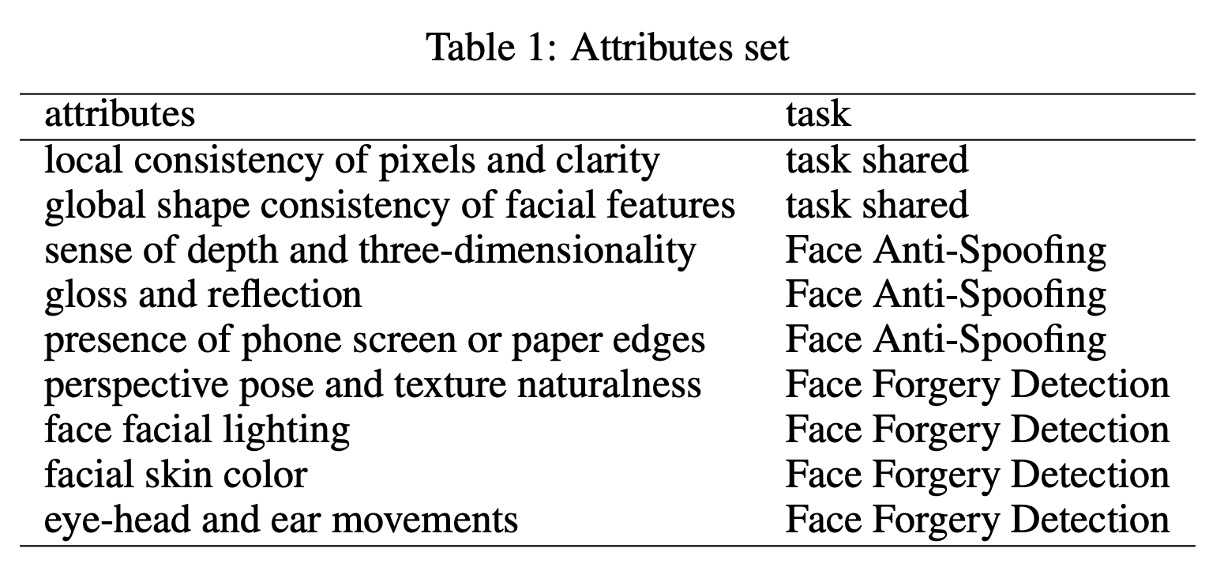 Table 1: Attributes set
attributes task
local consistency of pixels and clarity task shared
global shape consistency of facial features task shared
sense of depth and three-dimensionality Face Anti-Spoofing
gloss and reflection Face Anti-Spoofing
presence of phone screen or paper edges Face Anti-Spoofing
perspective pose and texture naturalness Face Forgery Detection
face facial lighting Face Forgery Detection
facial skin color Face Forgery Detection
eye-head and ear movements Face Forgery Detection